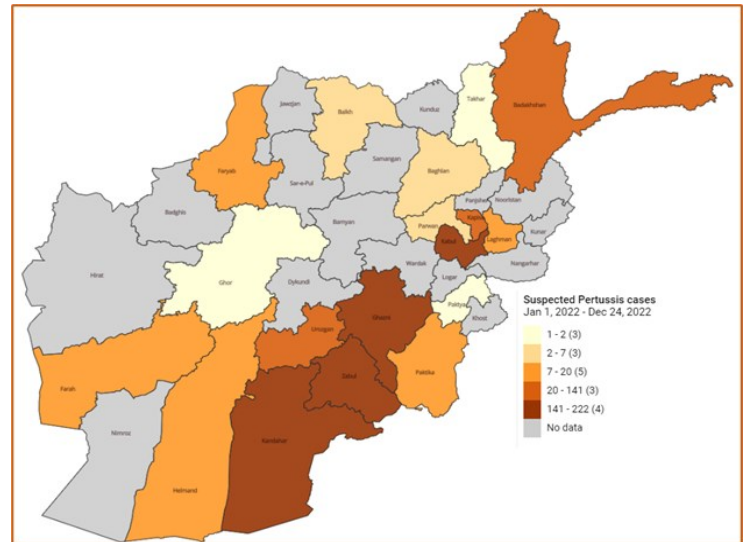 Jawzjan
Balkh
Kunduz
Takhar
Badakhshan
Faryab
Samangan
Baghlan
Sar-e-Pul
Badghis
Panjsher
Nooristan
Bamyan
Parwan
Kapisa
Kunar
Laghman
Kabul
Hirat
Wardak
Nangarhar
Ghor
Dykundi
Logar
Paktya
Khost
Ghazni
Uruzgan
Zabul
Paktika
Farah
Nimroz
Kandahar
Helmand
Suspected Pertussis cases
Jan 1, 2022 - Dec 24, 2022
1 - 2 (3)
2 - 7 (3)
7 - 20 (5)
20 - 141 (3)
141 - 222 (4)
No data